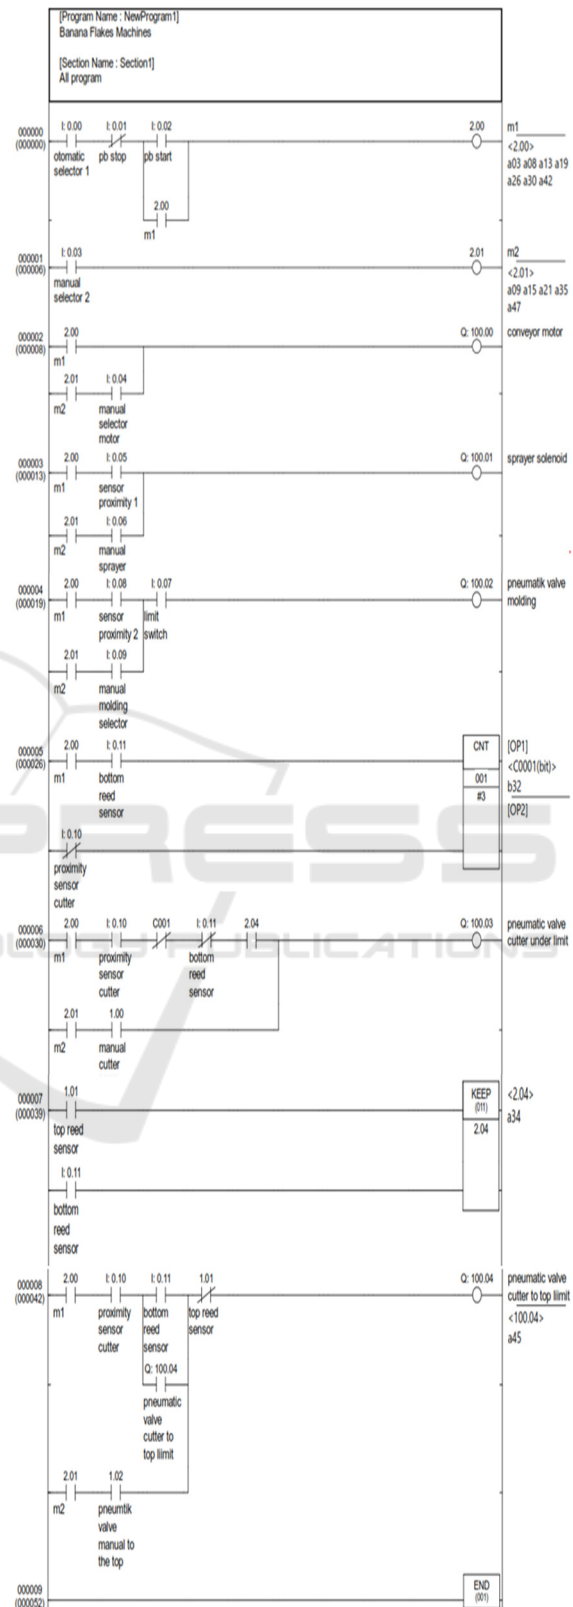 [Program Name : NewProgram1]
Banana Flakes Machines
[Section Name : Section1]
All program
000000
(000000)
I: 0.00
I: 0.01
I: 0.02
2.00
m1
otomatic
selector 1
pb stop
pb start
<2.00>
a03 a08 a13 a19
a26 a30 a42
2.00
m1
000001
(000006)
I: 0.03
2.01
m2
manual
selector 2
<2.01>
a09 a15 a21 a35
a47
000002
(000008)
2.00
Q: 100.00
conveyor motor
m1
2.01
I: 0.04
m2
manual
selector
motor
000003
(000013)
2.00
I: 0.05
Q: 100.01
sprayer solenoid
m1
sensor
proximity 1
2.01
I: 0.06
m2
manual
sprayer
000004
(000019)
2.00
I: 0.08
I: 0.07
Q: 100.02
pneumatik valve
molding
m1
sensor
proximity 2
limit
switch
2.01
I: 0.09
m2
manual
molding
selector
000005
(000026)
2.00
I: 0.11
CNT
[OP1]
m1
bottom
reed
sensor
001
<C0001(bit)>
b32
#3
[OP2]
I: 0.10
proximity
sensor
cutter
000006
(000030)
2.00
I: 0.10
C001
I: 0.11
2.04
Q: 100.03
pneumatic valve
cutter under limit
m1
proximity
sensor
cutter
bottom
reed
sensor
2.01
1.00
m2
manual
cutter
000007
(000039)
1.01
KEEP
(011)
<2.04>
a34
top reed
sensor
2.04
I: 0.11
bottom
reed
sensor
000008
(000042)
2.00
I: 0.10
I: 0.11
1.01
Q: 100.04
pneumatic valve
cutter to top liimit
m1
proximity
sensor
cutter
bottom
reed
sensor
top reed
sensor
<100.04>
a45
Q: 100.04
pneumatic
valve
cutter to
top liimit
2.01
1.02
m2
pneumtik
valve
manual to
the top
000009
(000052)
END
(001)
PRESS
OLOGY PUBLICATIONS